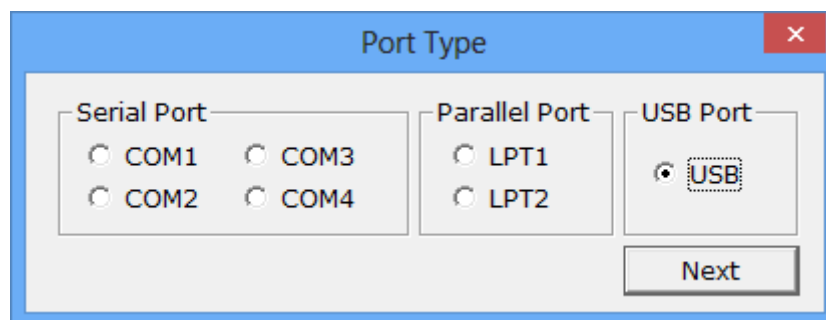 Port Type
Serial Port
COM1 COM3
COM2 COM4
Parallel Port
LPT1
LPT2
USB Port
USB
Next